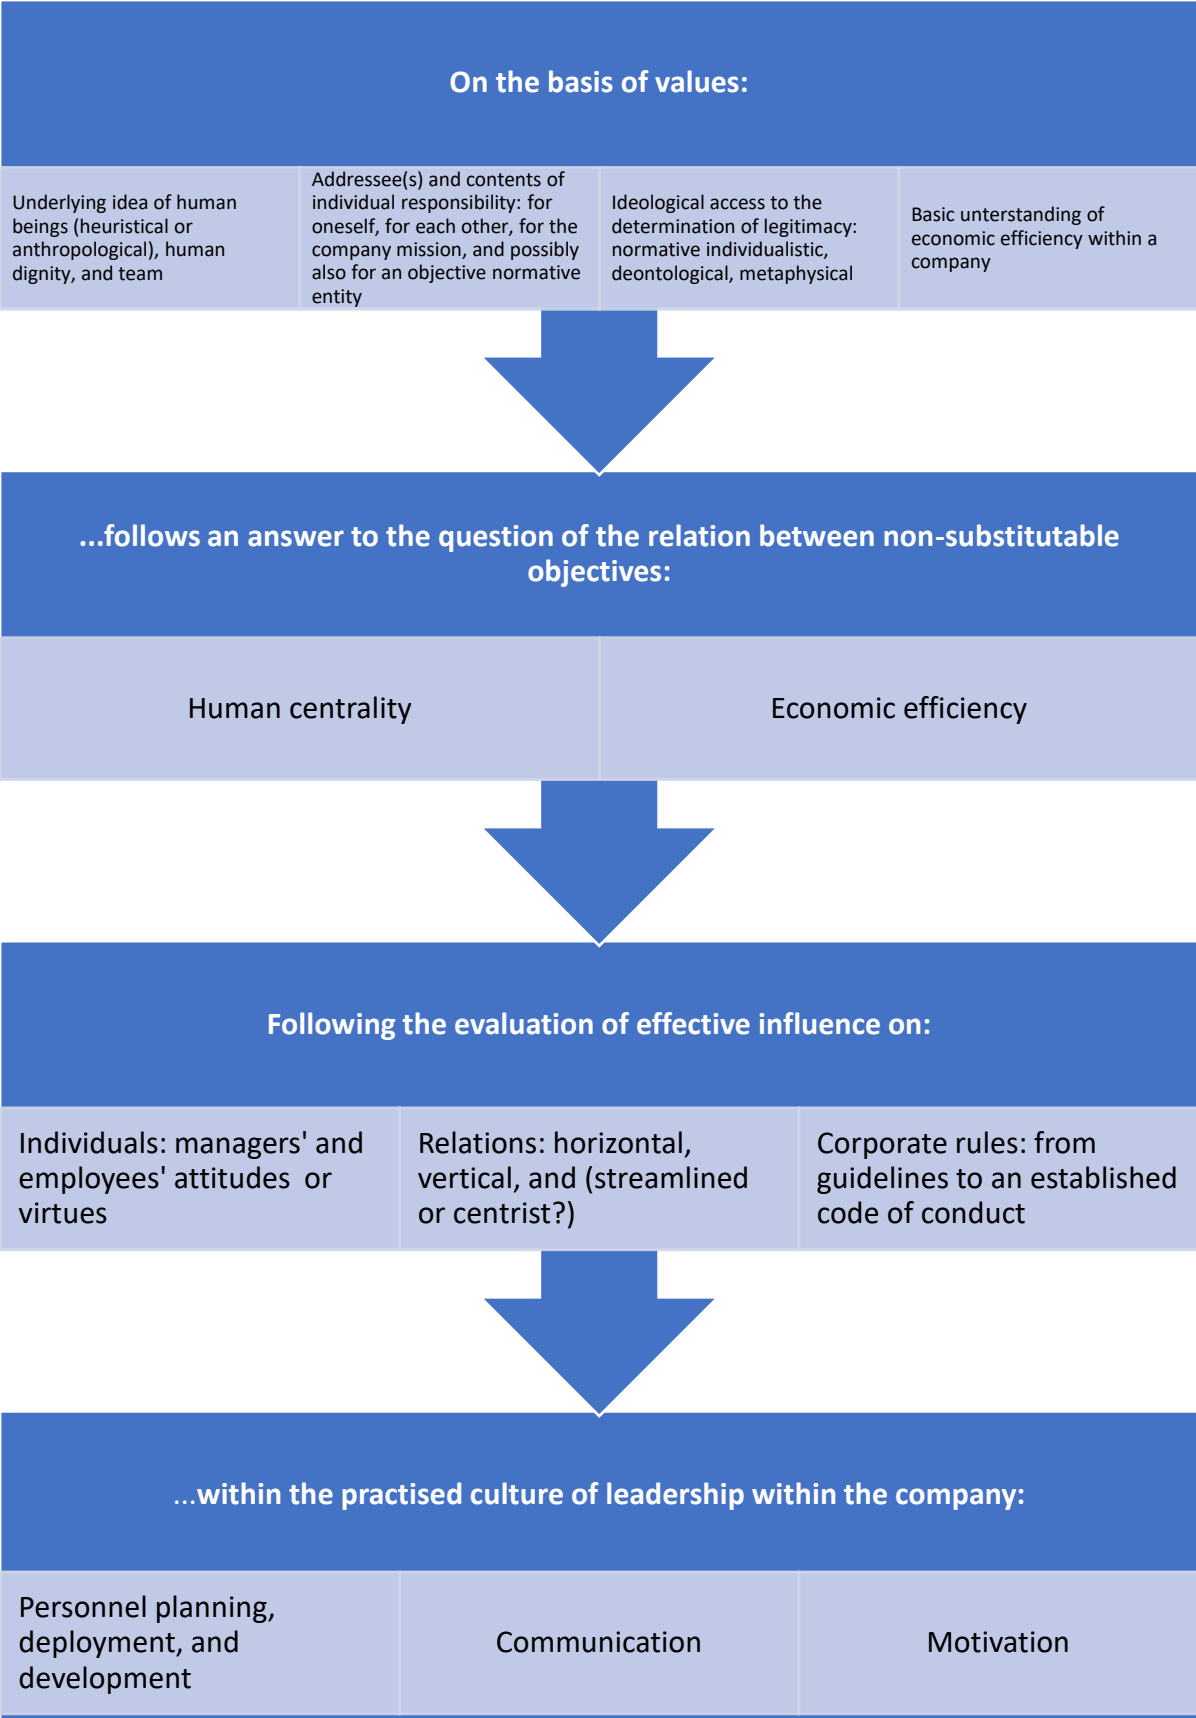 On the basis of values:
Underlying idea of human
beings (heuristical or
anthropological), human
dignity, and team
Addressee(s) and contents of
individual responsibility: for
oneself, for each other, for the
company mission, and possibly
also for an objective normative
entity
Ideological access to the
determination of legitimacy:
normative individualistic,
deontological, metaphysical
Basic unterstanding of
economic efficiency within a
company
...follows an answer to the question of the relation between non-substitutable
objectives:
Human centrality
Economic efficiency
Following the evaluation of effective influence on:
Individuals: managers' and
employees' attitudes or
virtues
Relations: horizontal,
vertical, and (streamlined
or centrist?)
Corporate rules: from
guidelines to an established
code of conduct
...within the practised culture of leadership within the company:
Personnel planning,
deployment, and
development
Communication
Motivation